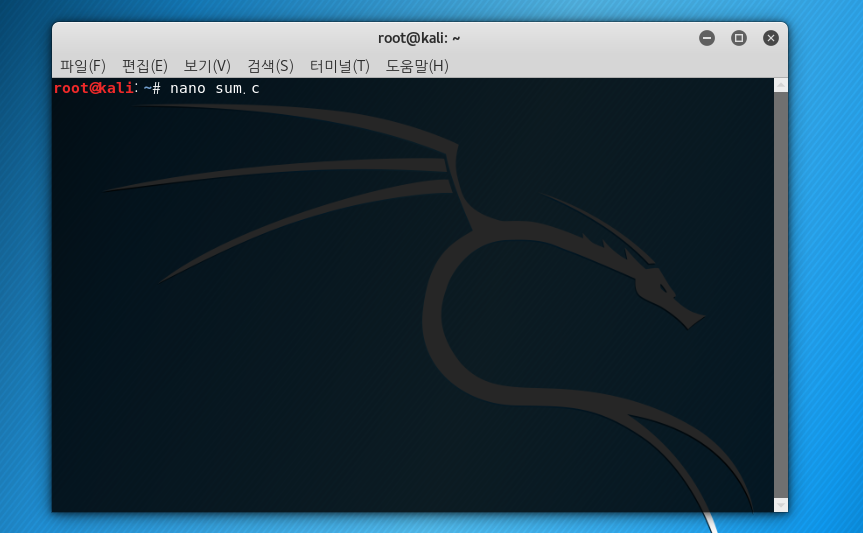 root@kali: ~
파일(F) 편집(E) 보기(V) 검색(S) 터미널(T) 도움말(H)
root@kali:~# nano sum.c